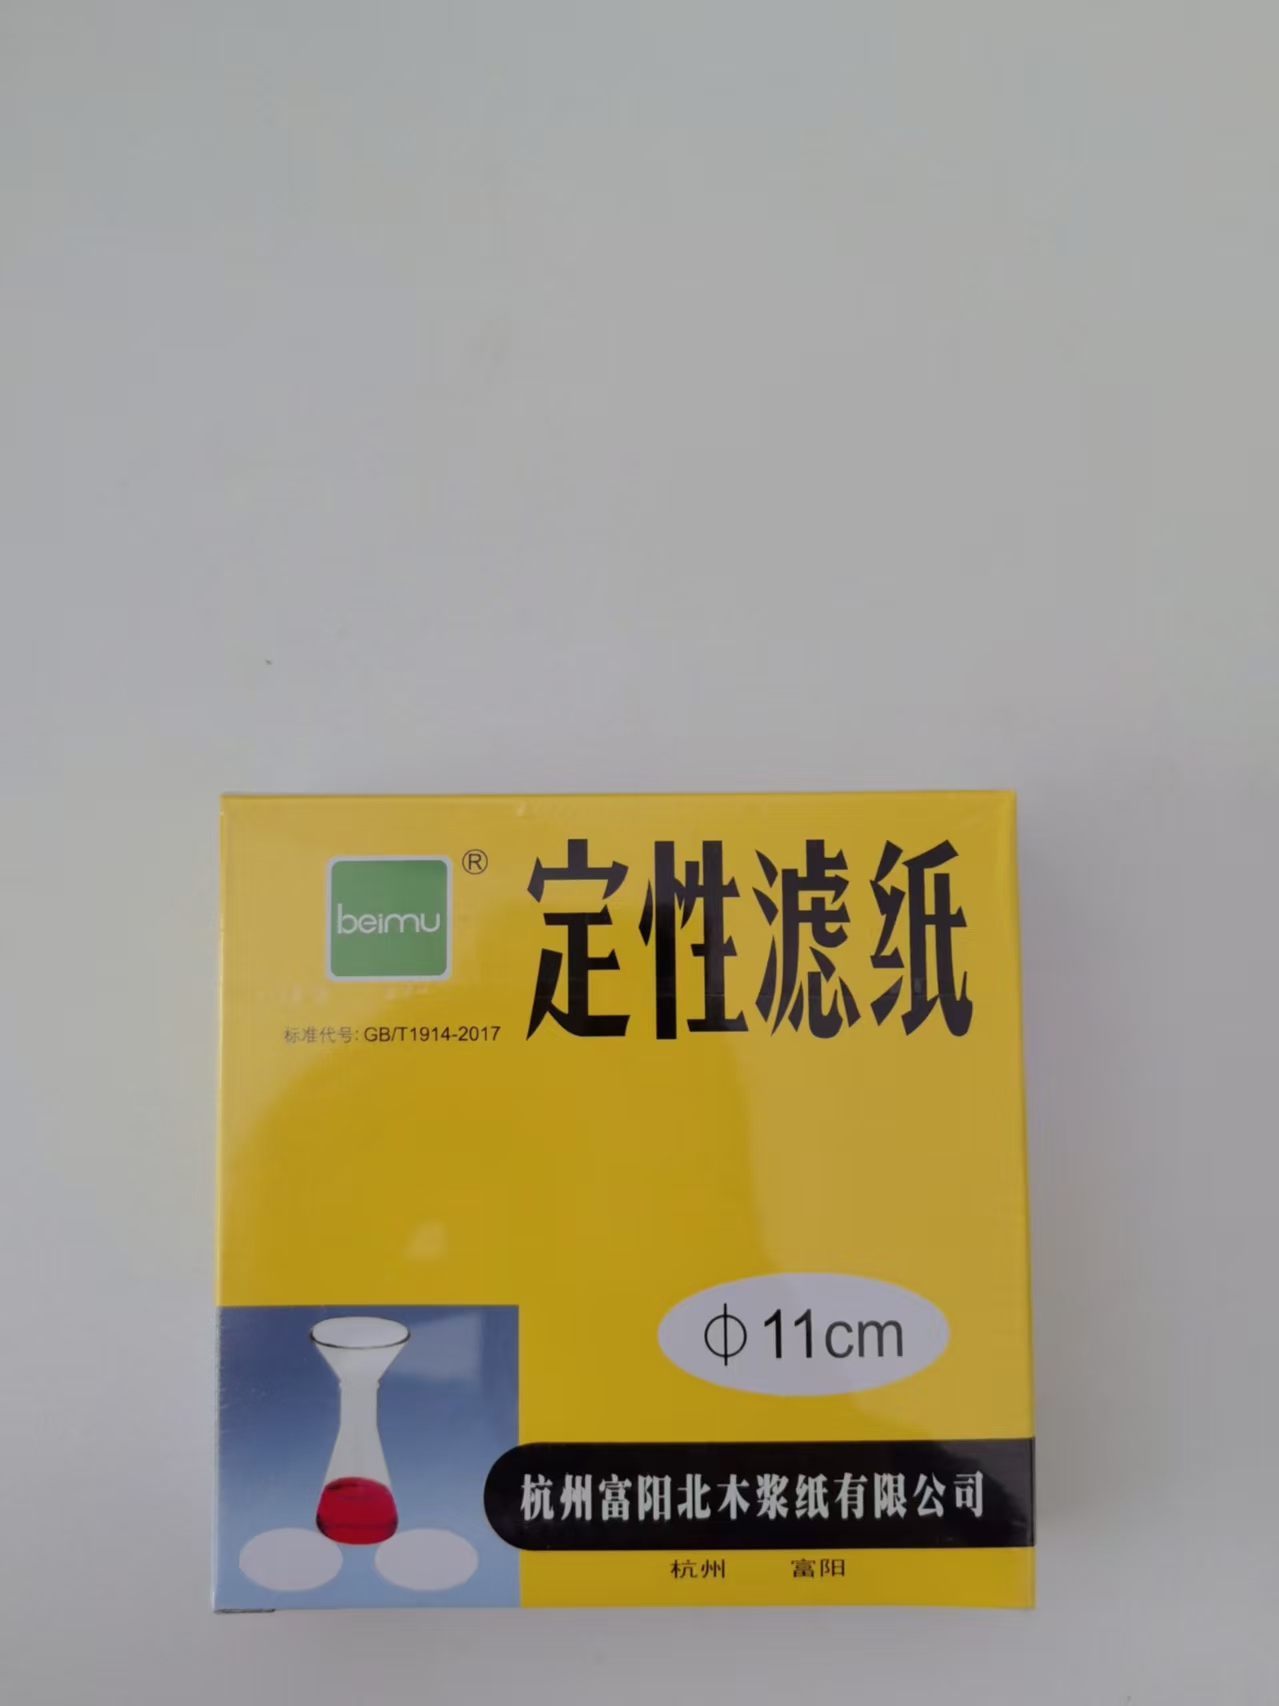 beimu
®
定性滤纸
标准代号: GB/T1914-2017
Φ 11cm
杭州富阳北木浆纸有限公司
杭州 富阳